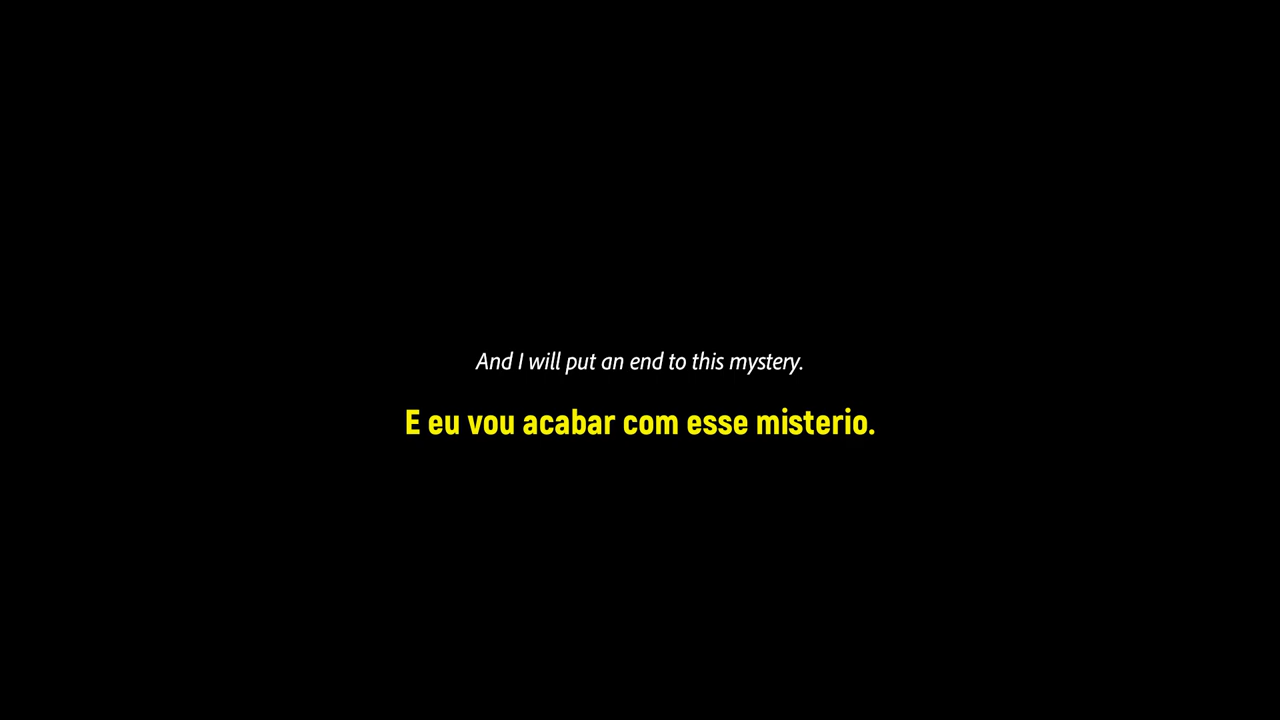 And I will put an end to this mystery.
E eu vou acabar com esse misterio.